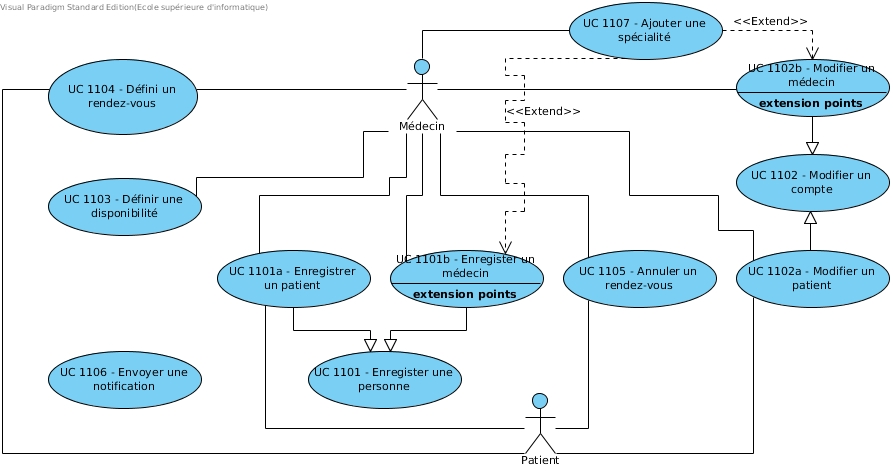 Visual Paradigm Standard Edition(Ecole supérieure d'informatique)
UC 1107 - Ajouter une
spécialité
<<Extend>>
UC 1104 - Défini un
rendez-vous
UC 1102b - Modifier un
médecin
extension points
<<Extend>>
Médecin
UC 1102 - Modifier un
compte
UC 1103 - Définir une
disponibilité
UC 1101a - Enregistrer
un patient
UC 1101b - Enregister un
médecin
extension points
UC 1105 - Annuler un
rendez-vous
UC 1102a - Modifier un
patient
UC 1106 - Envoyer une
notification
UC 1101 - Enregister une
personne
Patient